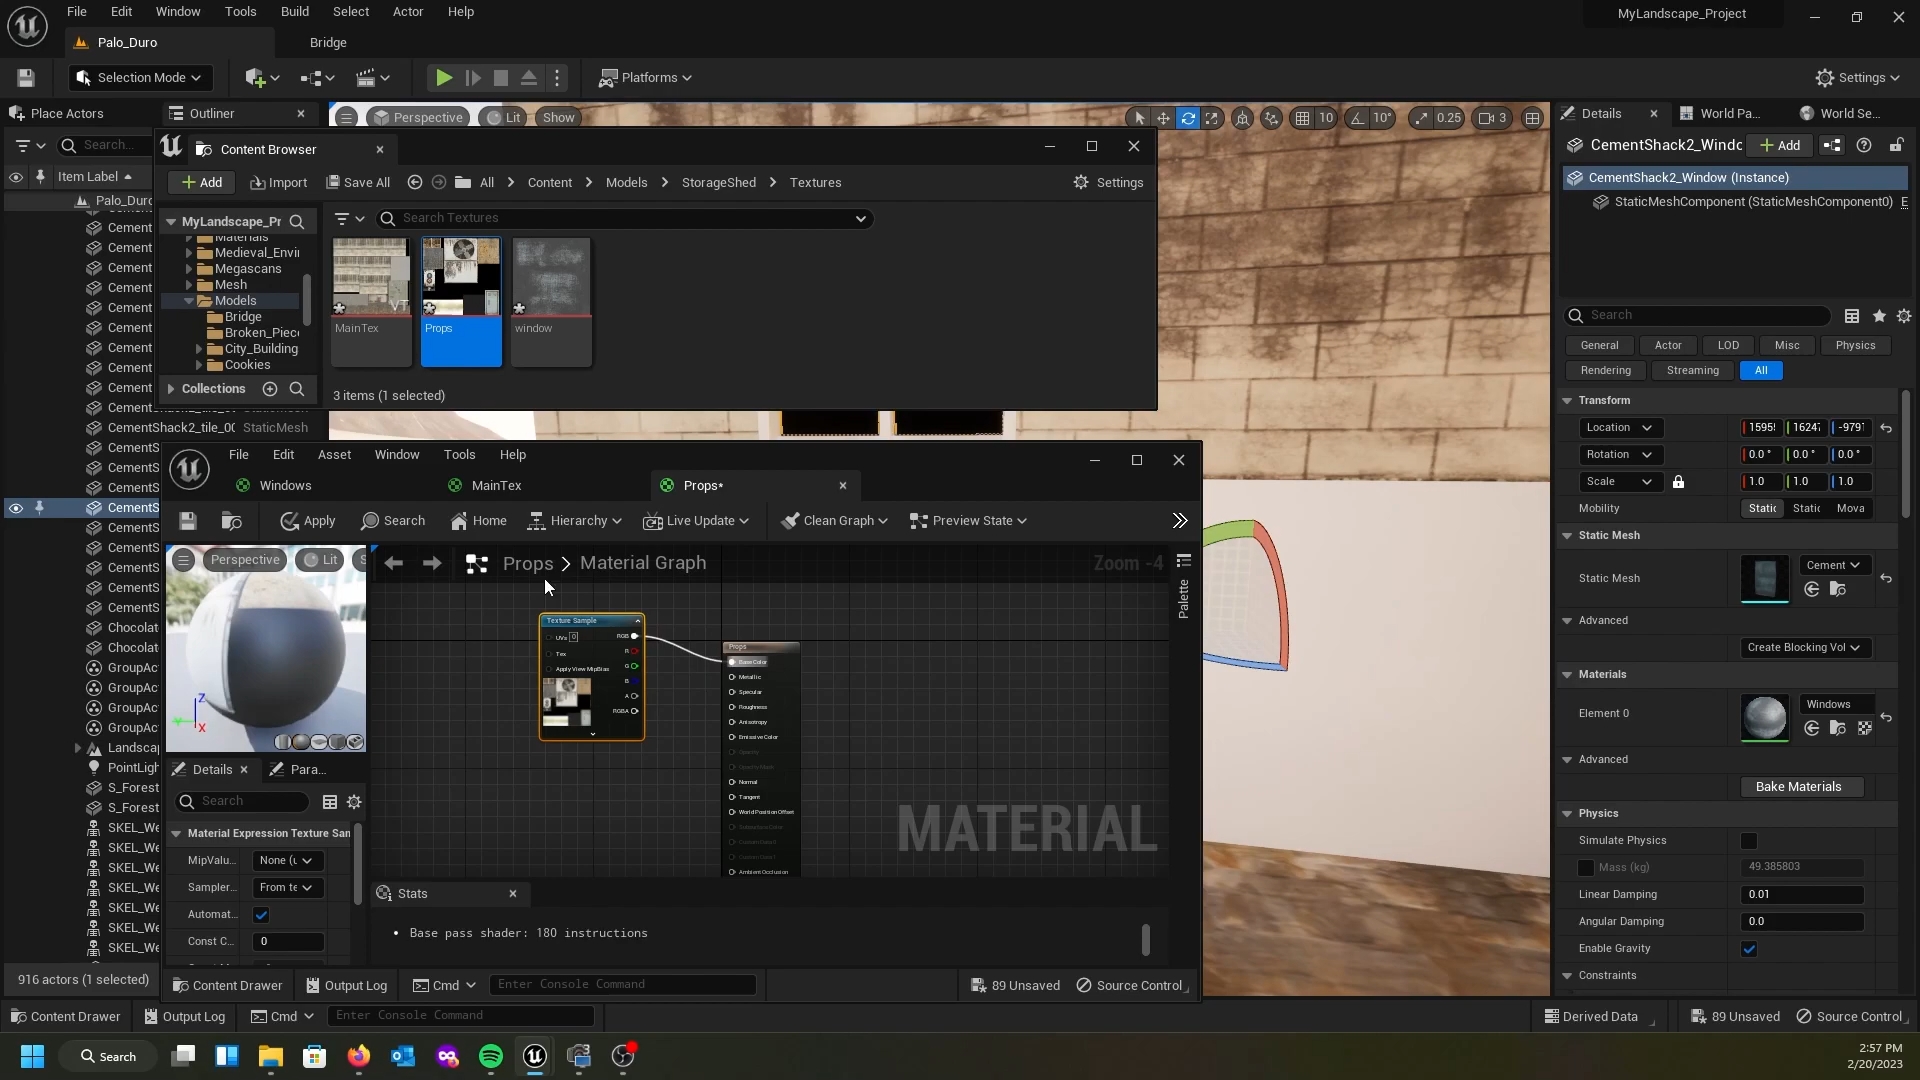 File Edit Window Tools Build Select Actor Help
MyLandscape_Project
Palo_Duro
Bridge
Selection Mode
Platforms
Settings
Place Actors
Outliner
Perspective
Lit
Show
10
10°
0.25
3
Details
World Pa...
World Se...
Search...
Item Label
Palo_Duro
Content Browser
Add
Import
Save All
All > Content > Models > StorageShed > Textures
Settings
MyLandscape_Pr
Search Textures
Materials
Medieval_Envi
Megascans
Mesh
Models
Bridge
Broken_Piec
City_Building
Cookies
Collections
VT
MainTex
Props
window
3 items (1 selected)
Cement
Cement
Cement
Cement
Cement
Cement
Cement
Cement
CementShack2_tile_00 StaticMesh
CementS
CementS
CementS
CementS
CementS
CementS
CementS
CementS
CementS
Chocolat
Chocolat
GroupAc
GroupAc
GroupAc
Landscap
PointLigh
S_Forest
S_Forest
SKEL_We
SKEL_We
SKEL_We
SKEL_We
SKEL_We
SKEL_We
SKEL_We
916 actors (1 selected)
File Edit Asset Window Tools Help
Windows
MainTex
Props*
Apply
Search
Home
Hierarchy
Live Update
Clean Graph
Preview State
Perspective
Lit
S
Props > Material Graph
Zoom -4
Palette
Texture Sample
UVs 0
Tex
Apply View MipBias
RGB
R
G
B
A
RGBA
Props
Base Color
Metallic
Specular
Roughness
Anisotropy
Emissive Color
Normal
Tangent
World Position Offset
Ambient Occlusion
MATERIAL
Z
X
Details
Para...
Search
Material Expression Texture San
MipValu...
None (u
Sampler...
From te
Automat...
Const C...
0
Stats
Base pass shader: 180 instructions
Content Drawer
Output Log
Cmd
Enter Console Command
89 Unsaved
Source Control
CementShack2_Windo
Add
CementShack2_Window (Instance)
StaticMeshComponent (StaticMeshComponent0)
E
Search
General
Actor
LOD
Misc
Physics
Rendering
Streaming
All
Transform
Location
1595!
1624
-979
Rotation
0.0 °
0.0 °
0.0 °
Scale
1.0
1.0
1.0
Mobility
Static
Static
Mova
Static Mesh
Static Mesh
Cement
Advanced
Create Blocking Vol
Materials
Element 0
Windows
Advanced
Bake Materials
Physics
Simulate Physics
Mass (kg)
49.385803
Linear Damping
0.01
Angular Damping
0.0
Enable Gravity
Constraints
Content Drawer
Output Log
Cmd
Enter Console Command
Derived Data
89 Unsaved
Source Control
Search
2:57 PM
2/20/2023